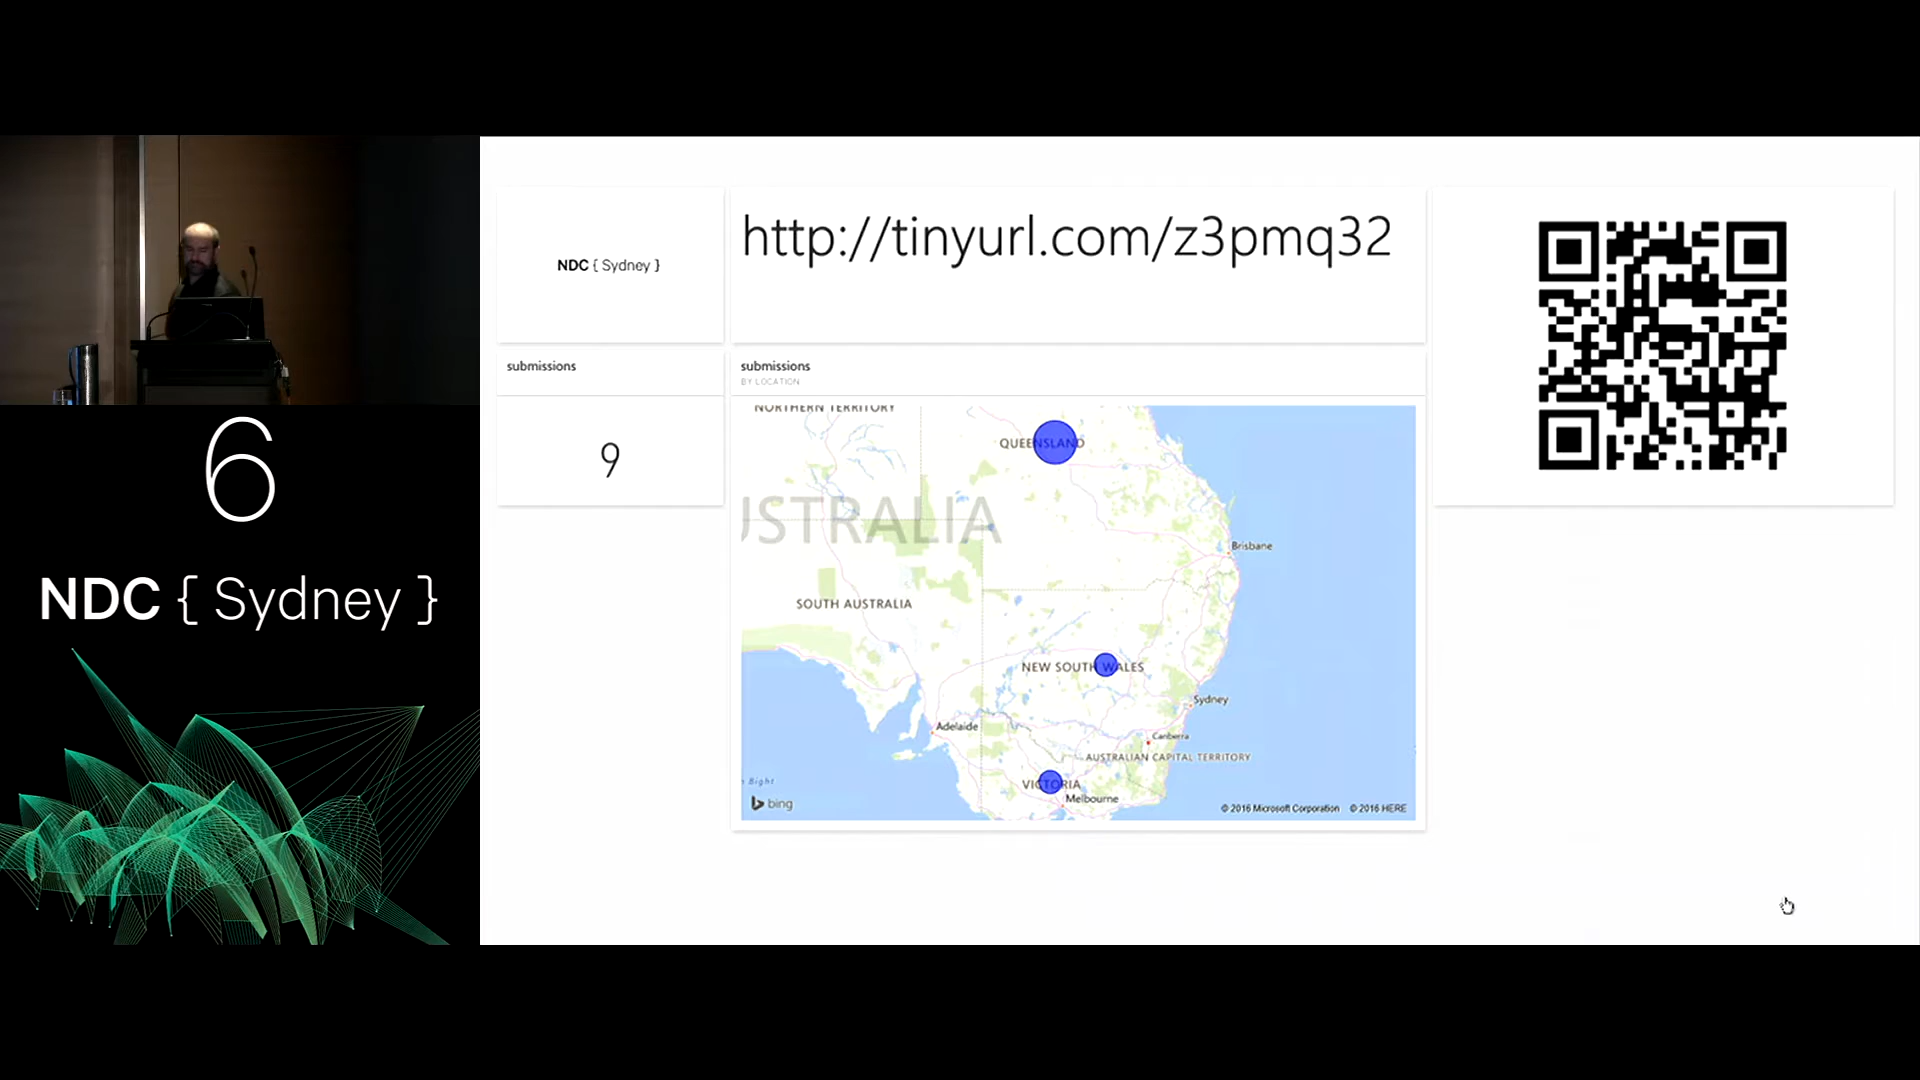 6
NDC { Sydney }
NDC { Sydney }
http://tinyurl.com/z3pmq32
submissions
9
submissions
BY LOCATION
NORTHERN TERRITORY
QUEENSLAND
USTRALIA
Brisbane
SOUTH AUSTRALIA
NEW SOUTH WALES
Sydney
Adelaide
Canberra
AUSTRALIAN CAPITAL TERRITORY
Bight
VICTORIA
Melbourne
bing
© 2016 Microsoft Corporation © 2016 HERE